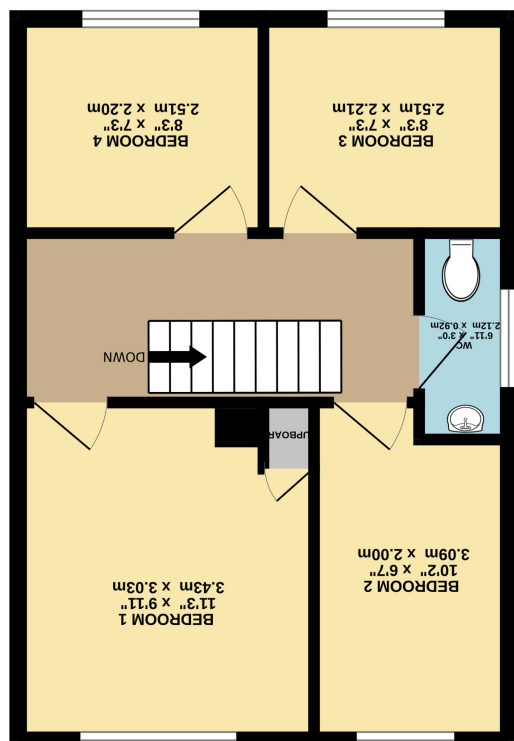 BEDROOM 1
11'3" x 9'11"
3.43m x 3.03m
BEDROOM 2
10'2" x 6'7"
3.09m x 2.00m
UPBOAR
DOWN
WC
6'11" x 3'0"
2.12m x 0.92m
BEDROOM 3
8'3" x 7'3"
2.51m x 2.21m
BEDROOM 4
8'3" x 7'3"
2.51m x 2.20m